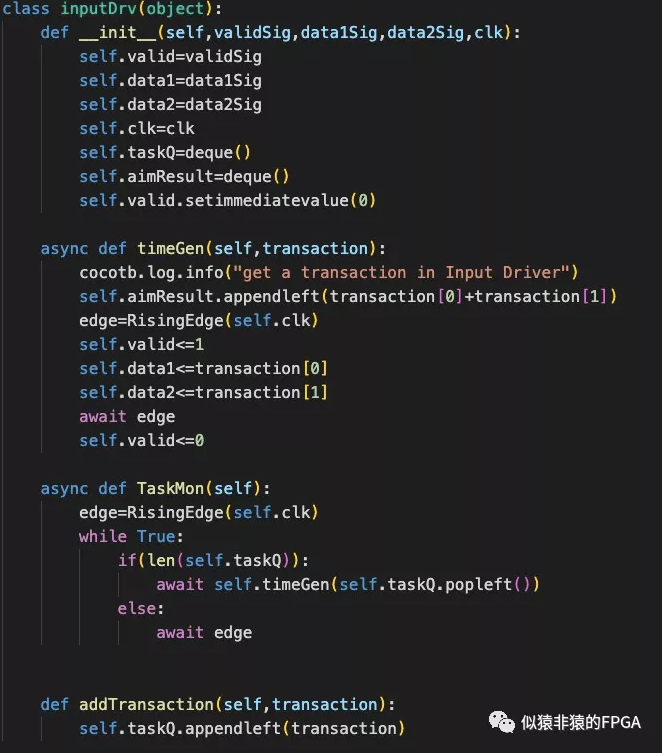 class inputDrv(object):
    def __init__(self,validSig,data1Sig,data2Sig,clk):
        self.valid=validSig
        self.data1=data1Sig
        self.data2=data2Sig
        self.clk=clk
        self.taskQ=deque()
        self.aimResult=deque()
        self.valid.setimmediatevalue(0)
    async def timeGen(self,transaction):
        cocotb.log.info("get a transaction in Input Driver")
        self.aimResult.appendleft(transaction[0]+transaction[1])
        edge=RisingEdge(self.clk)
        self.valid<=1
        self.data1<=transaction[0]
        self.data2<=transaction[1]
        await edge
        self.valid<=0
    async def TaskMon(self):
        edge=RisingEdge(self.clk)
        while True:
            if(len(self.taskQ)):
                await self.timeGen(self.taskQ.popleft())
            else:
                await edge
    def addTransaction(self,transaction):
        self.taskQ.appendleft(transaction)
似猿非猿的FPGA